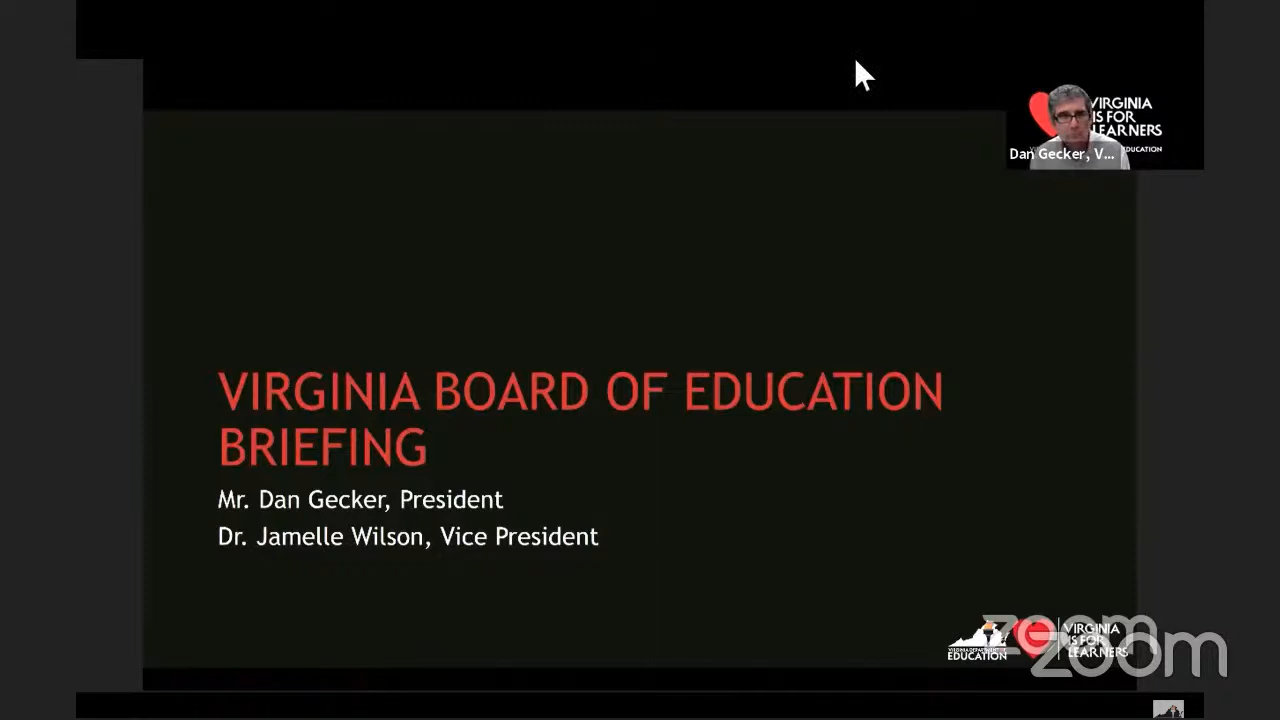 VIRGINIA
IS FOR
LEARNERS
EDUCATION
Dan Gecker, V...
VIRGINIA BOARD OF EDUCATION
BRIEFING
Mr. Dan Gecker, President
Dr. Jamelle Wilson, Vice President
EDUCATION
VIRGINIA
IS FOR
LEARNERS
zoom
zoom